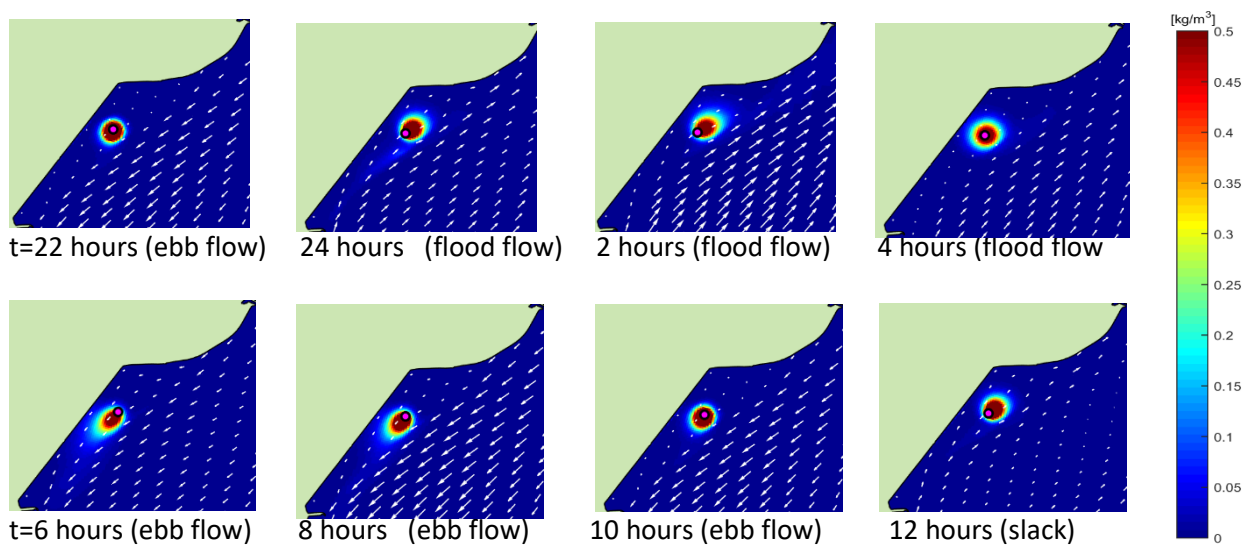 [kg/m³]
0.5
0.45
0.4
0.35
0.3
0.25
0.2
0.15
0.1
0.05
0
t=22 hours (ebb flow)
24 hours (flood flow)
2 hours (flood flow)
4 hours (flood flow
t=6 hours (ebb flow)
8 hours (ebb flow)
10 hours (ebb flow)
12 hours (slack)